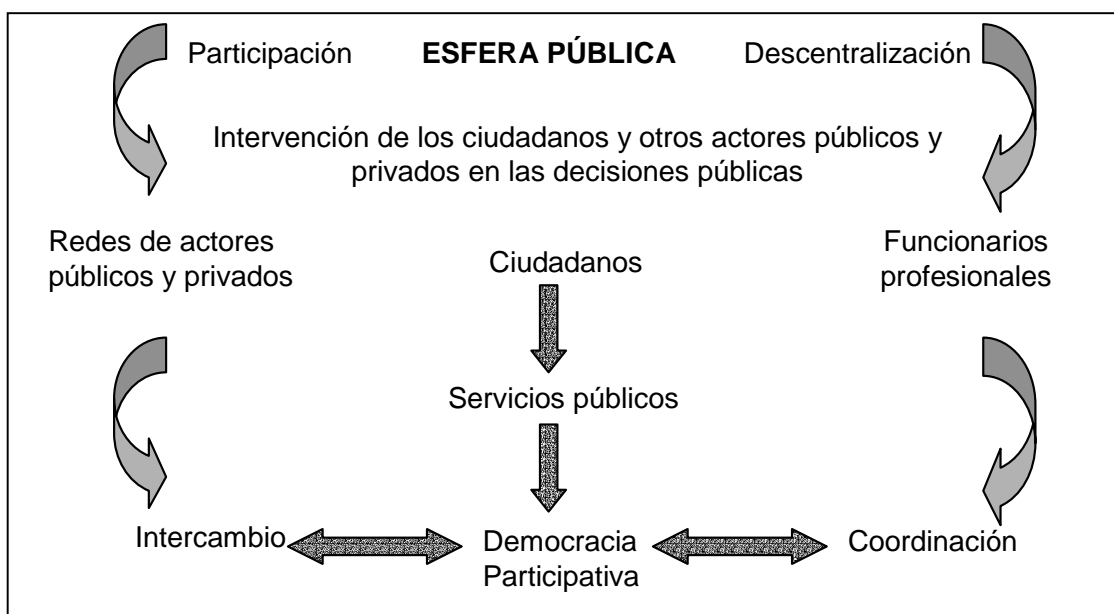 Participación ESFERA PÚBLICA Descentralización
Intervención de los ciudadanos y otros actores públicos y
privados en las decisiones públicas
Redes de actores
públicos y privados
Ciudadanos
Funcionarios
profesionales
Servicios públicos
Intercambio
Democracia
Participativa
Coordinación